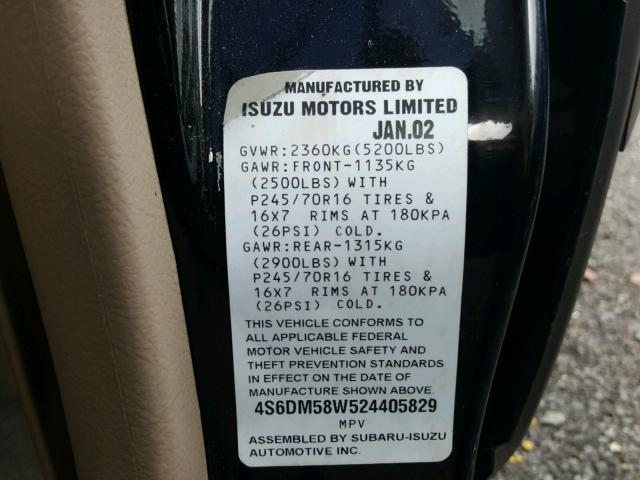 MANUFACTURED BY
ISUZU MOTORS LIMITED
JAN.02
GVWR:2360KG(5200LBS)
GAWR:FRONT-1135KG
(2500LBS) WITH
P245/70R16 TIRES &
16X7 RIMS AT 180KPA
(26PSI) COLD.
GAWR:REAR-1315KG
(2900LBS) WITH
P245/70R16 TIRES &
16X7 RIMS AT 180KPA
(26PSI) COLD.
THIS VEHICLE CONFORMS TO
ALL APPLICABLE FEDERAL
MOTOR VEHICLE SAFETY AND
THEFT PREVENTION STANDARDS
IN EFFECT ON THE DATE OF
MANUFACTURE SHOWN ABOVE
4S6DM58W524405829
MPV
ASSEMBLED BY SUBARU-ISUZU
AUTOMOTIVE INC.